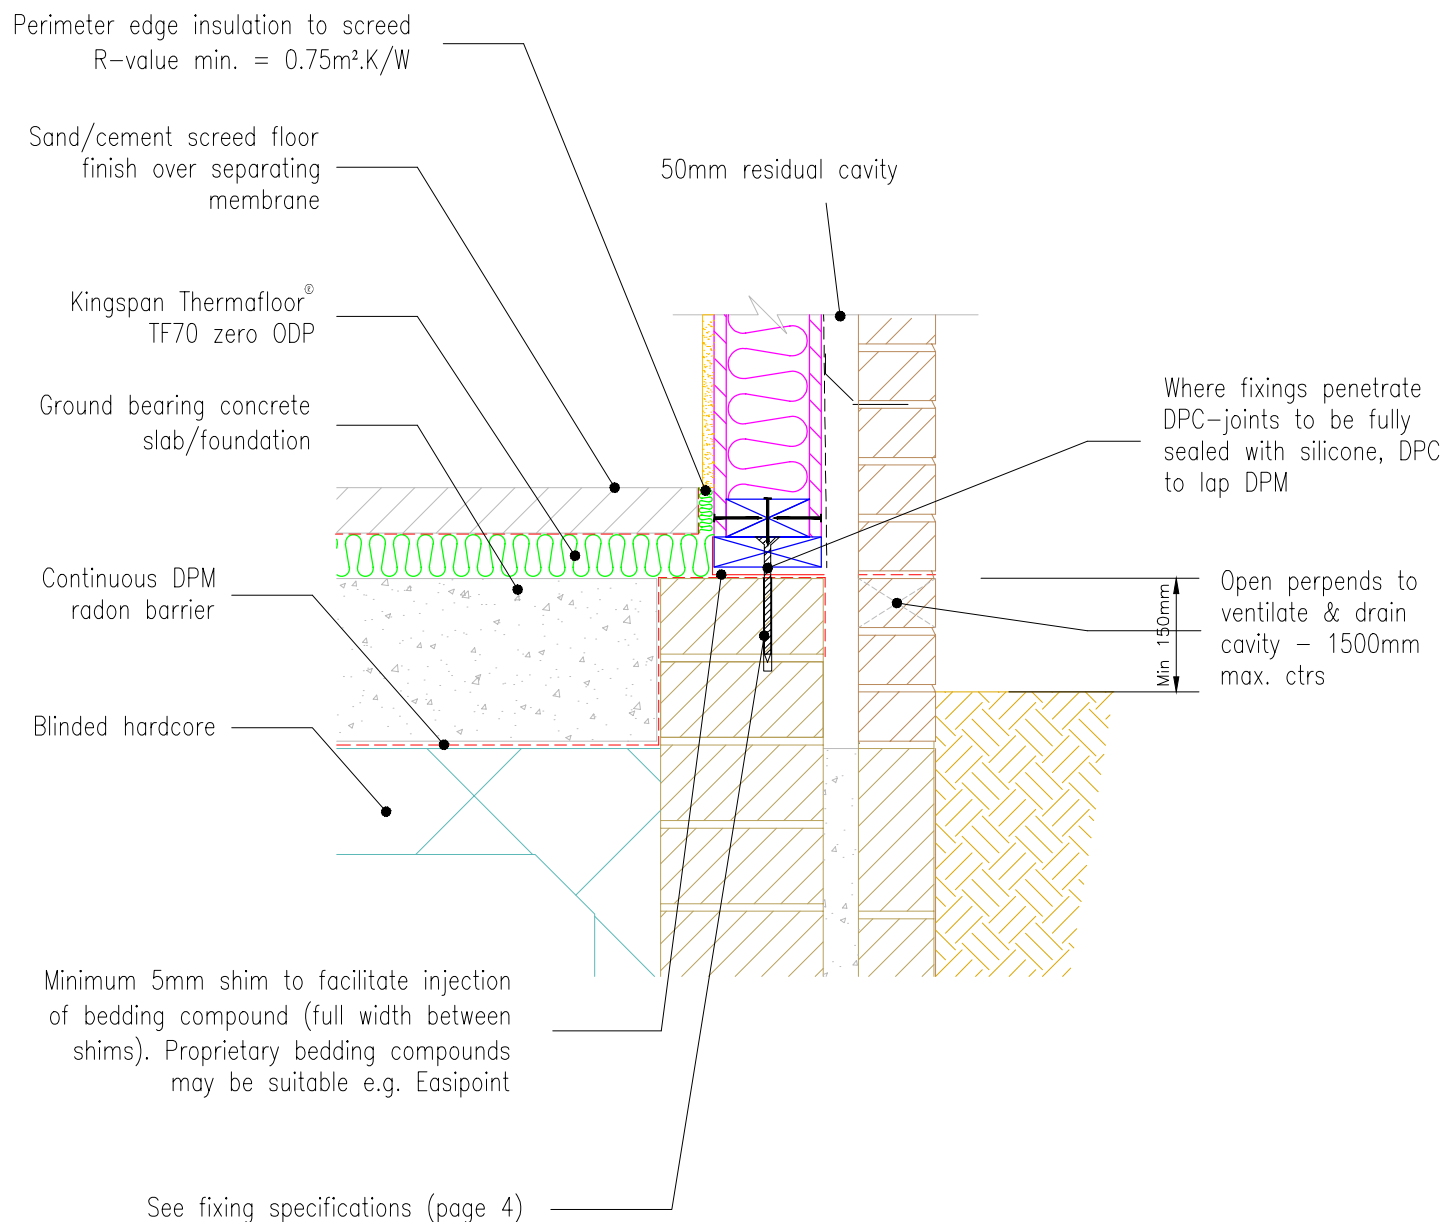 Perimeter edge insulation to screed
R-value min. = 0.75m².K/W
Sand/cement screed floor
finish over separating
membrane
50mm residual cavity
Kingspan Thermafloor®
TF70 zero ODP
Ground bearing concrete
slab/foundation
Where fixings penetrate
DPC-joints to be fully
sealed with silicone, DPC
to lap DPM
Continuous DPM
radon barrier
Open perpends to
ventilate & drain
cavity - 1500mm
max. ctrs
Min 150mm
Blinded hardcore
Minimum 5mm shim to facilitate injection
of bedding compound (full width between
shims). Proprietary bedding compounds
may be suitable e.g. Easipoint
See fixing specifications (page 4)